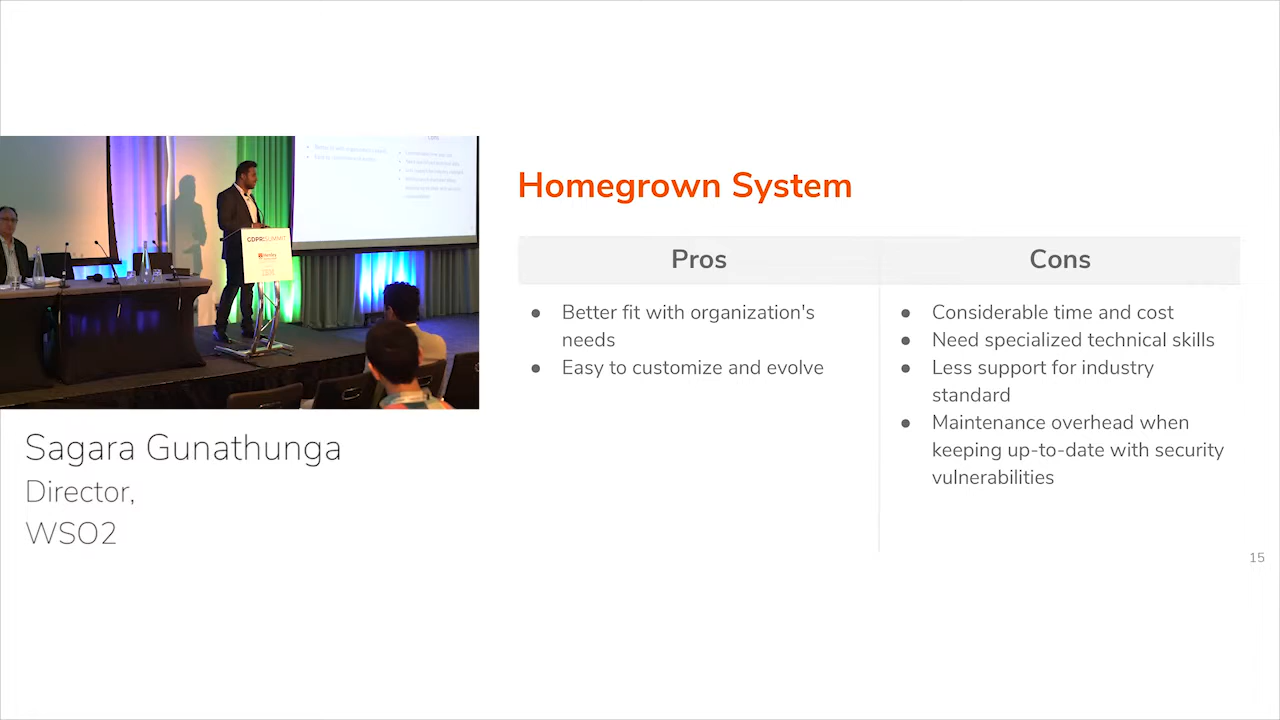 GDPR:SUMMIT
Homegrown System
Pros
Cons
● Better fit with organization's
needs
● Easy to customize and evolve
● Considerable time and cost
● Need specialized technical skills
● Less support for industry
standard
● Maintenance overhead when
keeping up-to-date with security
vulnerabilities
Sagara Gunathunga
Director,
WSO2
15